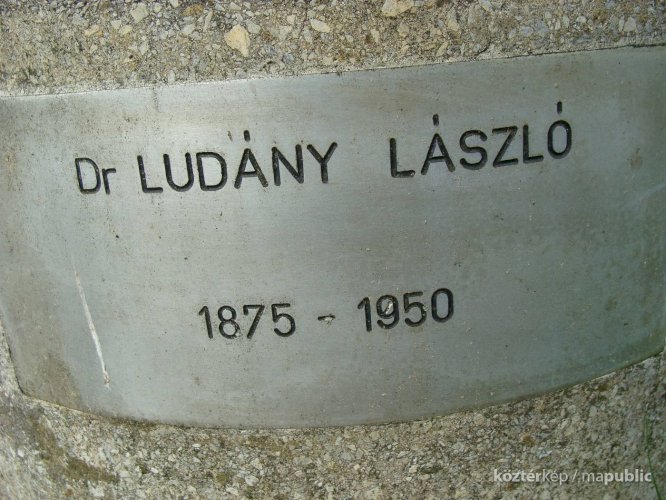 Dr LUDÁNY LÁSZLÓ
1875 - 1950
köztérkép / mapublic